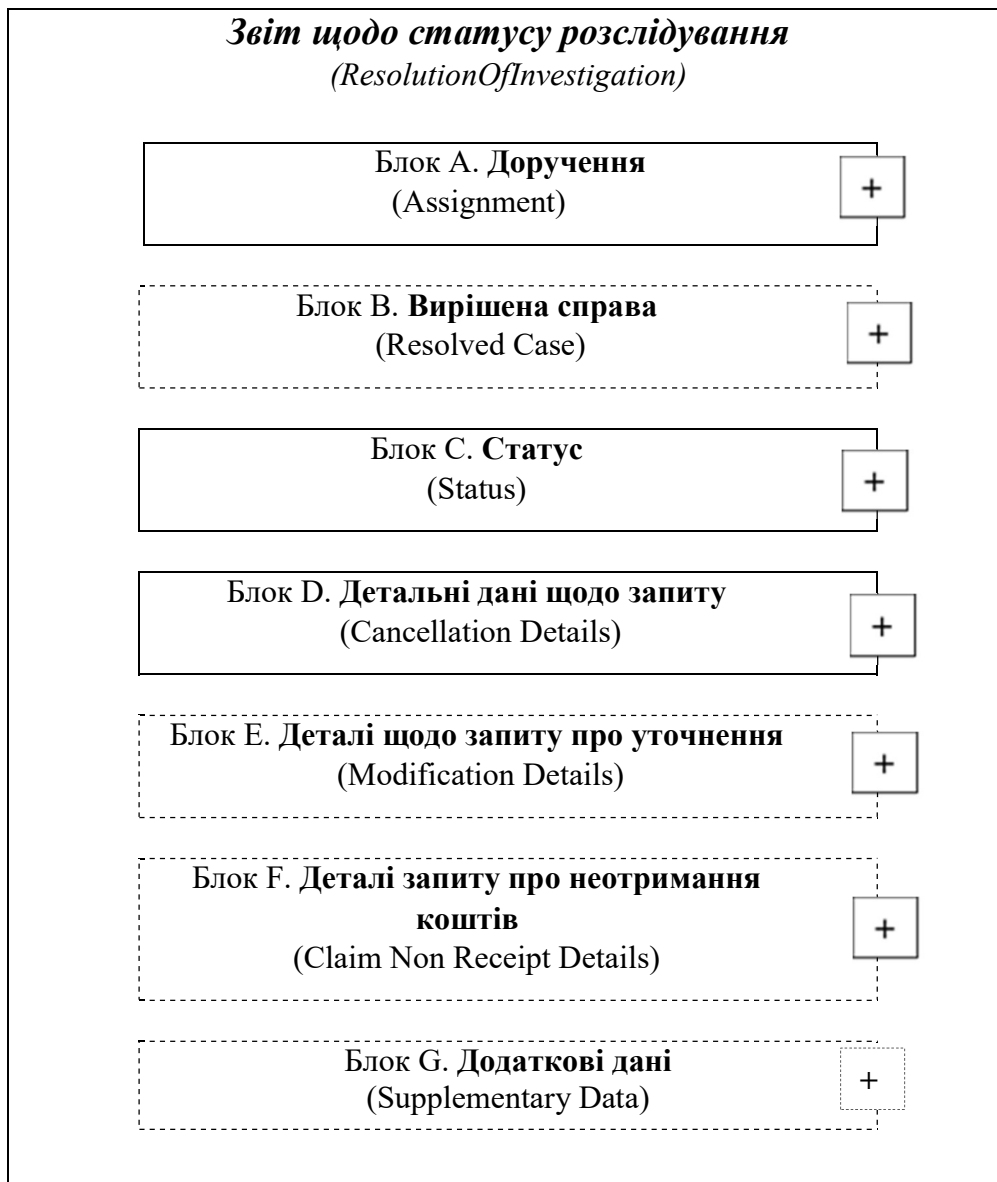 Звіт щодо статусу розслідування
(ResolutionOfInvestigation)
Блок A. Доручення
(Assignment)
+
Блок B. Вирішена справа
(Resolved Case)
+
Блок C. Статус
(Status)
+
Блок D. Детальні дані щодо запиту
(Cancellation Details)
+
Блок E. Деталі щодо запиту про уточнення
(Modification Details)
+
Блок F. Деталі запиту про неотримання
коштів
(Claim Non Receipt Details)
+
Блок G. Додаткові дані
(Supplementary Data)
+